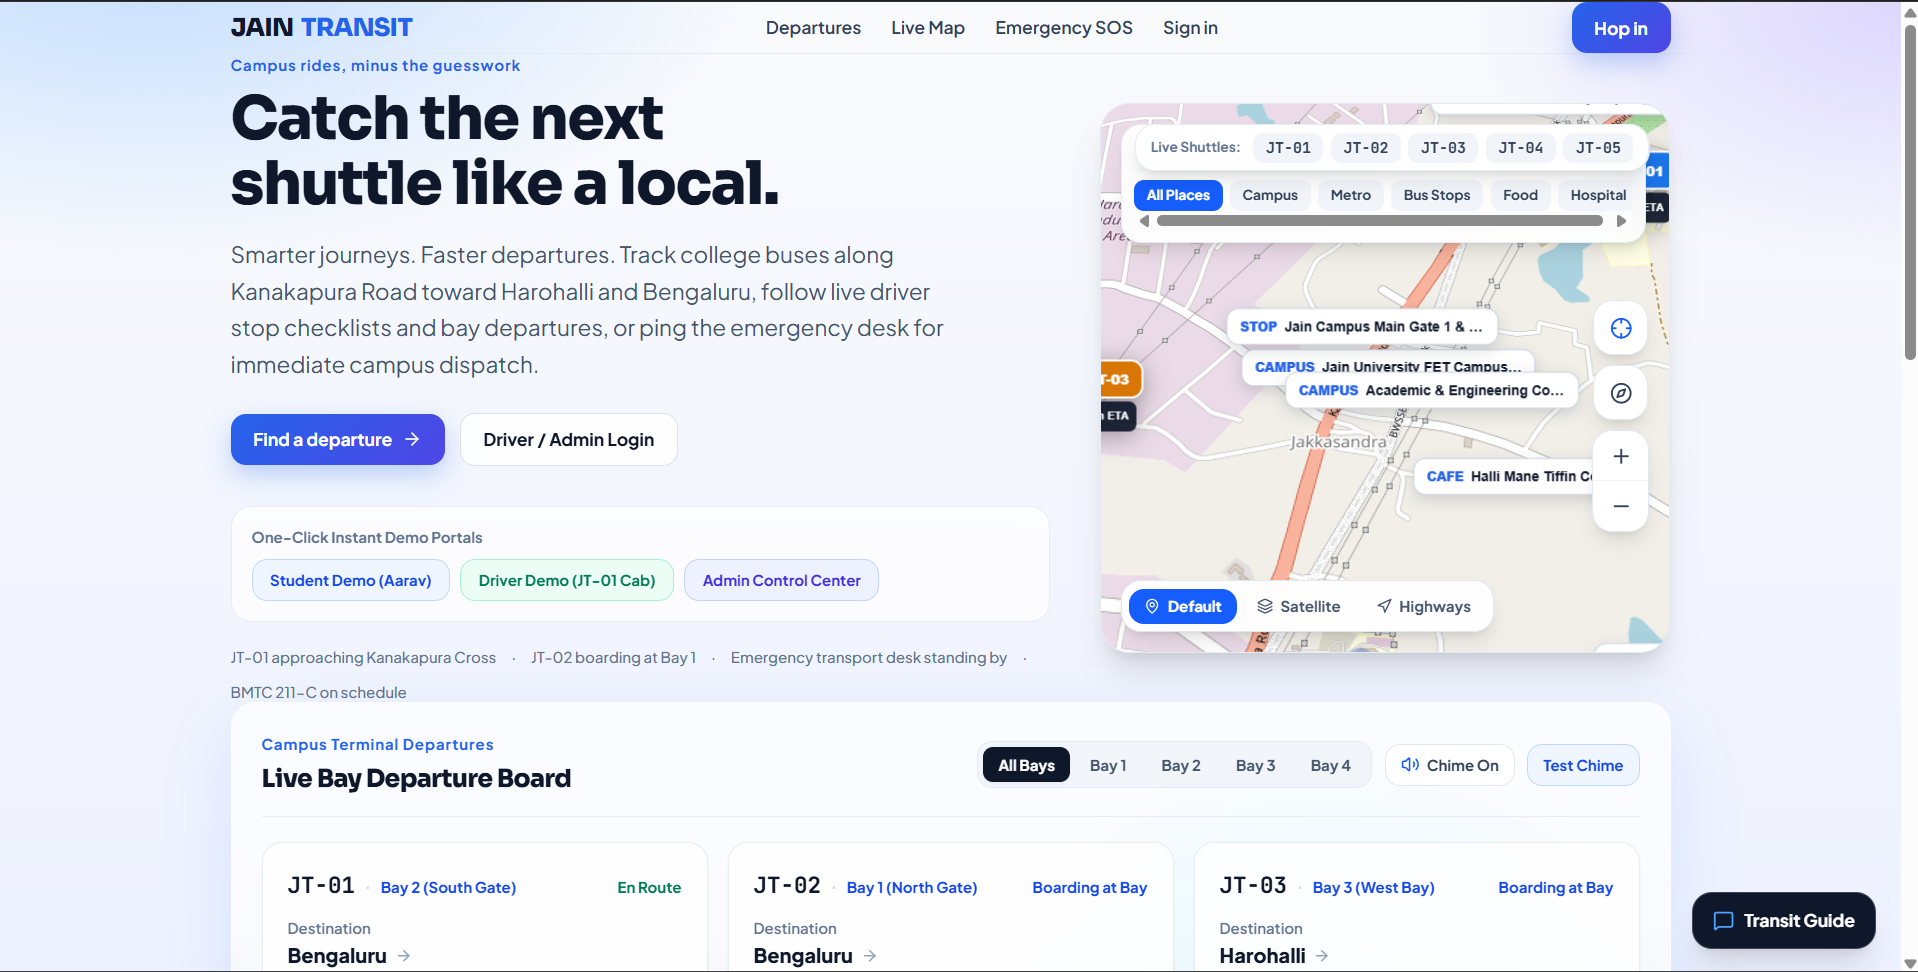 JAIN TRANSIT
Departures
Live Map
Emergency SOS
Sign in
Hop in
Campus rides, minus the guesswork
Catch the next
shuttle like a local.
Smarter journeys. Faster departures. Track college buses along
Kanakapura Road toward Harohalli and Bengaluru, follow live driver
stop checklists and bay departures, or ping the emergency desk for
immediate campus dispatch.
Find a departure →
Driver / Admin Login
One-Click Instant Demo Portals
Student Demo (Aarav)
Driver Demo (JT-01 Cab)
Admin Control Center
JT-01 approaching Kanakapura Cross · JT-02 boarding at Bay 1 · Emergency transport desk standing by ·
BMTC 211-C on schedule
Live Shuttles: JT-01 JT-02 JT-03 JT-04 JT-05
01
All Places Campus Metro Bus Stops Food Hospital
ETA
Are
STOP Jain Campus Main Gate 1 & ...
CAMPUS Jain University FET Campus...
T-03
CAMPUS Academic & Engineering Co...
ETA
BWSSB
Jakkasandra
CAFE Halli Mane Tiffin C
Default
Satellite
Highways
Campus Terminal Departures
Live Bay Departure Board
All Bays Bay 1 Bay 2 Bay 3 Bay 4
Chime On
Test Chime
JT-01 · Bay 2 (South Gate) En Route
Destination
Bengaluru →
JT-02 · Bay 1 (North Gate) Boarding at Bay
Destination
Bengaluru →
JT-03 · Bay 3 (West Bay) Boarding at Bay
Destination
Harohalli →
Transit Guide